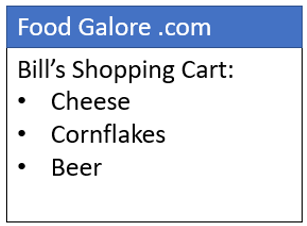 Food Galore .com
Bill’s Shopping Cart:
• Cheese
• Cornflakes
• Beer